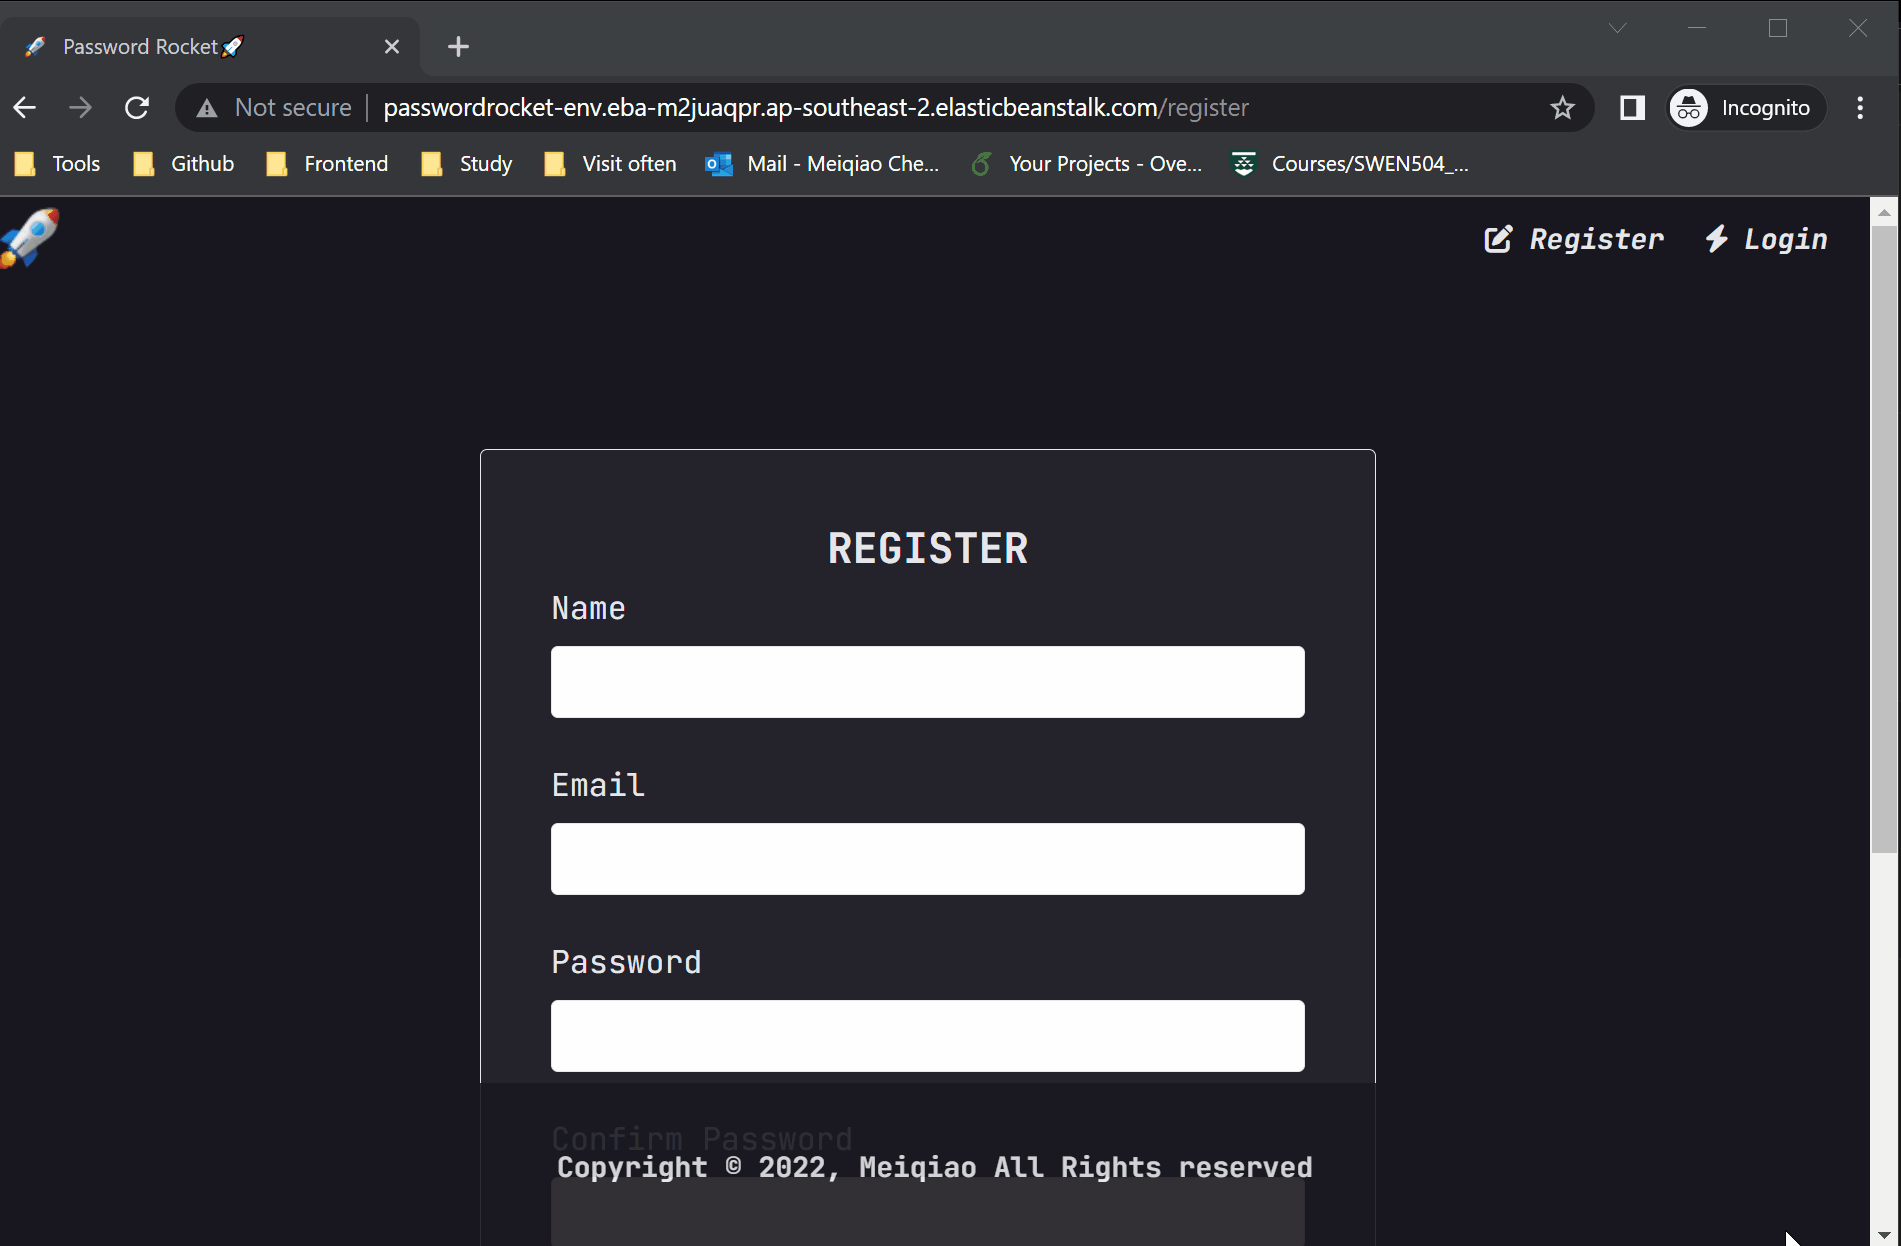 Password Rocket🚀
Not secure
passwordrocket-env.eba-m2juaqpr.ap-southeast-2.elasticbeanstalk.com/register
Incognito
Tools
Github
Frontend
Study
Visit often
Mail - Meiqiao Che...
Your Projects - Ove...
Courses/SWEN504_...
Register
Login
REGISTER
Name
Email
Password
Confirm Password
Copyright © 2022, Meiqiao All Rights reserved